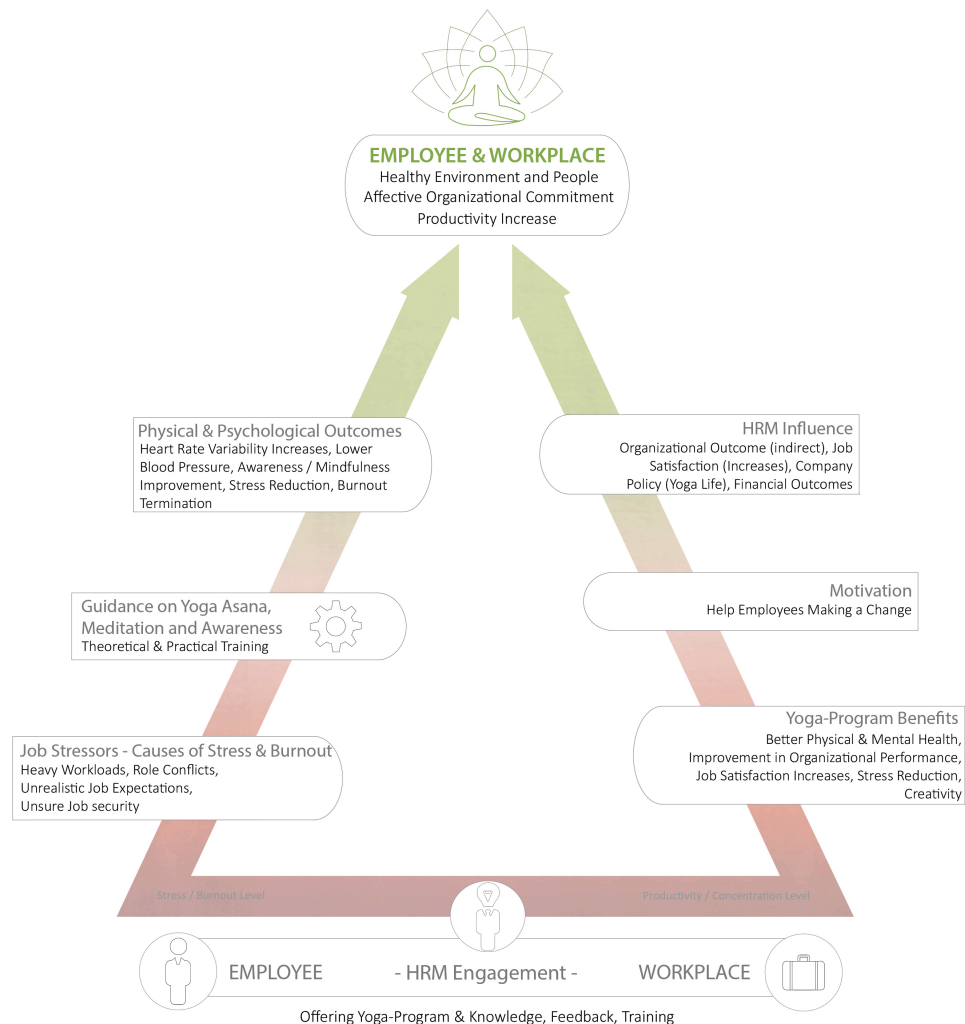 EMPLOYEE & WORKPLACE
Healthy Environment and People
Affective Organizational Commitment
Productivity Increase
Physical & Psychological Outcomes
Heart Rate Variability Increases, Lower
Blood Pressure, Awareness / Mindfulness
Improvement, Stress Reduction, Burnout
Termination
HRM Influence
Organizational Outcome (indirect), Job
Satisfaction (Increases), Company
Policy (Yoga Life), Financial Outcomes
Guidance on Yoga Asana,
Meditation and Awareness
Theoretical & Practical Training
Motivation
Help Employees Making a Change
Job Stressors - Causes of Stress & Burnout
Heavy Workloads, Role Conflicts,
Unrealistic Job Expectations,
Unsure Job security
Yoga-Program Benefits
Better Physical & Mental Health,
Improvement in Organizational Performance,
Job Satisfaction Increases, Stress Reduction,
Creativity
Stress / Burnout Level
Productivity / Concentration Level
EMPLOYEE
- HRM Engagement -
WORKPLACE
Offering Yoga-Program & Knowledge, Feedback, Training